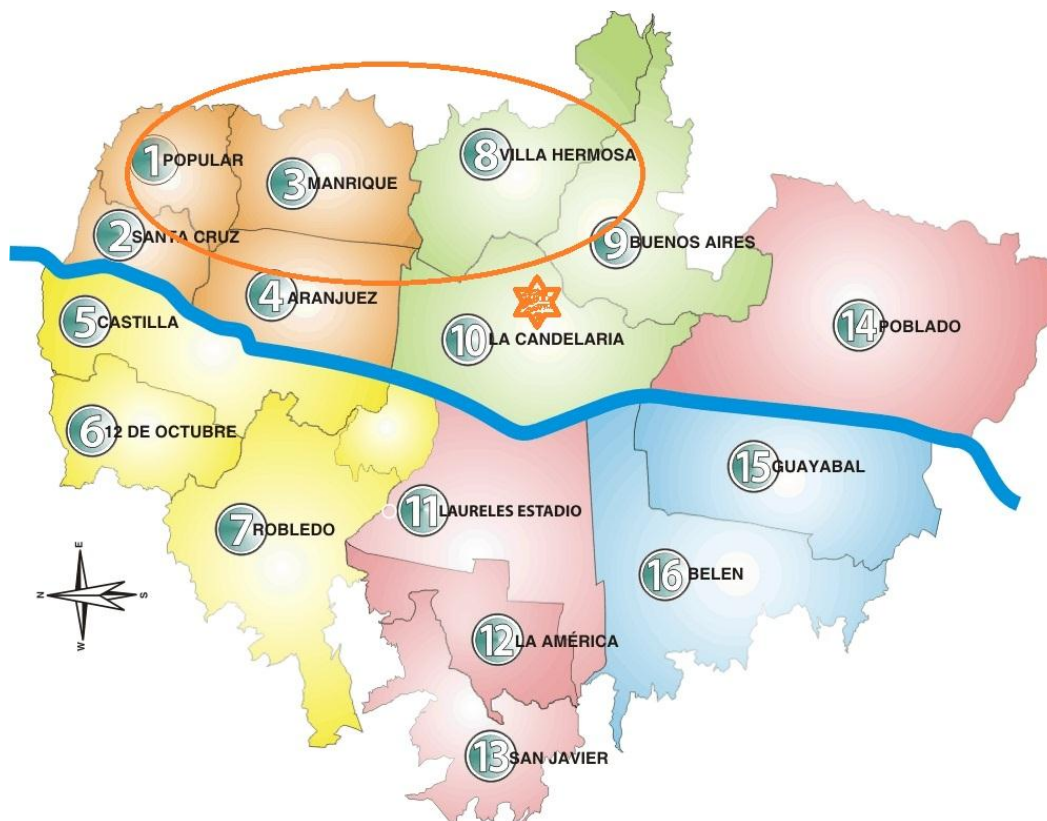 1 POPULAR
2 SANTA CRUZ
3 MANRIQUE
4 ARANJUEZ
5 CASTILLA
6 12 DE OCTUBRE
7 ROBLEDO
8 VILLA HERMOSA
9 BUENOS AIRES
10 LA CANDELARIA
11 LAURELES ESTADIO
12 LA AMÉRICA
13 SAN JAVIER
14 POBLADO
15 GUAYABAL
16 BELEN
E
N
S
W